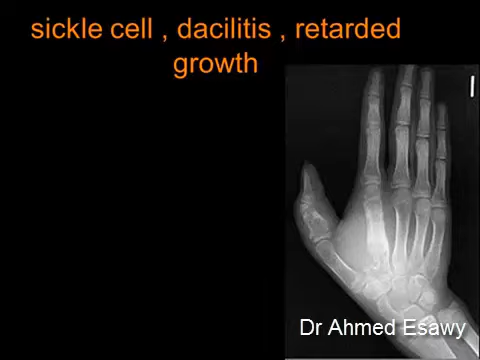 sickle cell , dacilitis , retarded
growth
Dr Ahmed Esawy